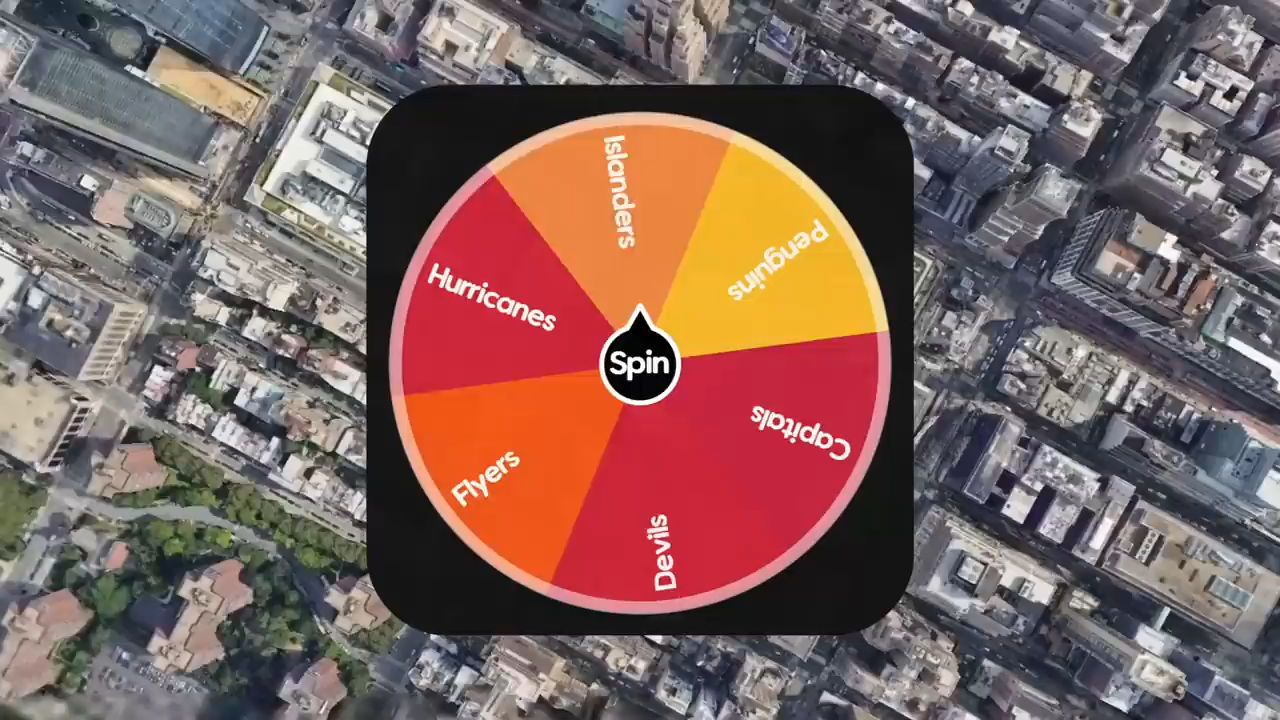 Islanders
Penguins
Hurricanes
Spin
Capitals
Flyers
Devils